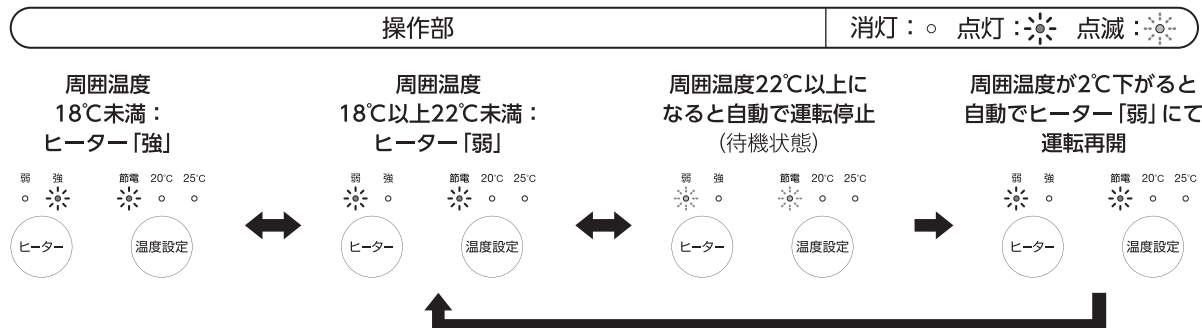 操作部
消灯： 点灯： 点滅：
周囲温度
18℃未満：
ヒーター「強」
弱 強
節電 20℃ 25℃
ヒーター
温度設定
周囲温度
18℃以上22℃未満：
ヒーター「弱」
弱 強
節電 20℃ 25℃
ヒーター
温度設定
周囲温度22℃以上に
なると自動で運転停止
（待機状態）
弱 強
節電 20℃ 25℃
ヒーター
温度設定
周囲温度が2℃下がると
自動でヒーター「弱」にて
運転再開
弱 強
節電 20℃ 25℃
ヒーター
温度設定